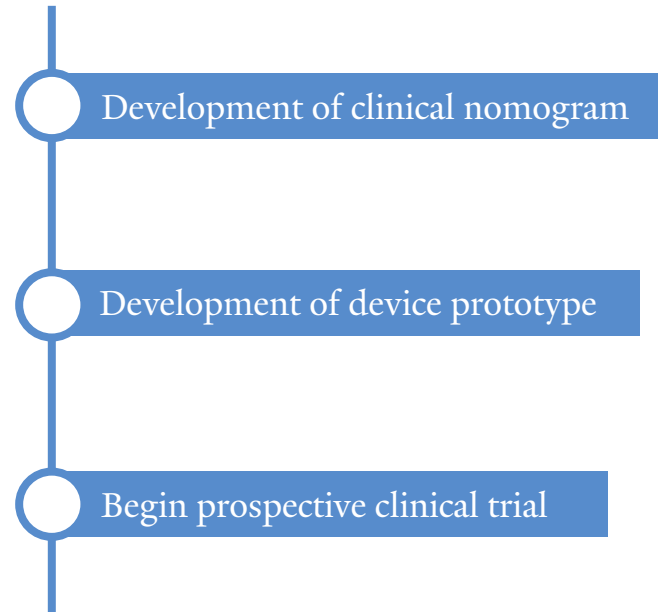 Development of clinical nomogram
Development of device prototype
Begin prospective clinical trial